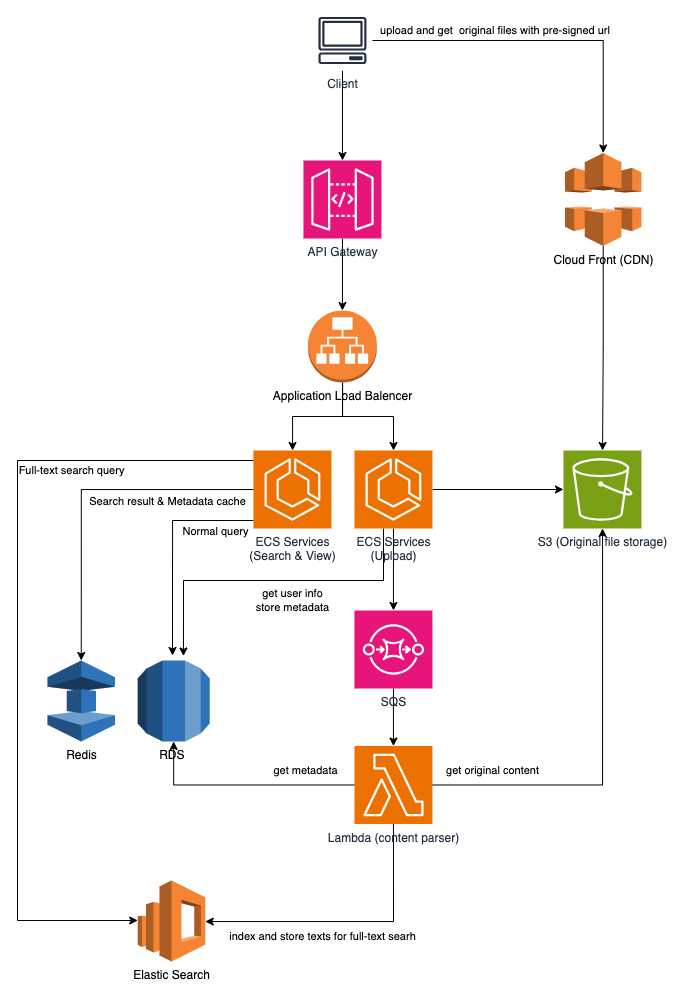 upload and get original files with pre-signed url
Client
</>
API Gateway
Cloud Front (CDN)
Application Load Balencer
Full-text search query
Search result & Metadata cache
Normal query
ECS Services
(Search & View)
ECS Services
(Upload)
S3 (Original file storage)
get user info
store metadata
SQS
Redis
RDS
get metadata
get original content
Lambda (content parser)
index and store texts for full-text searh
Elastic Search